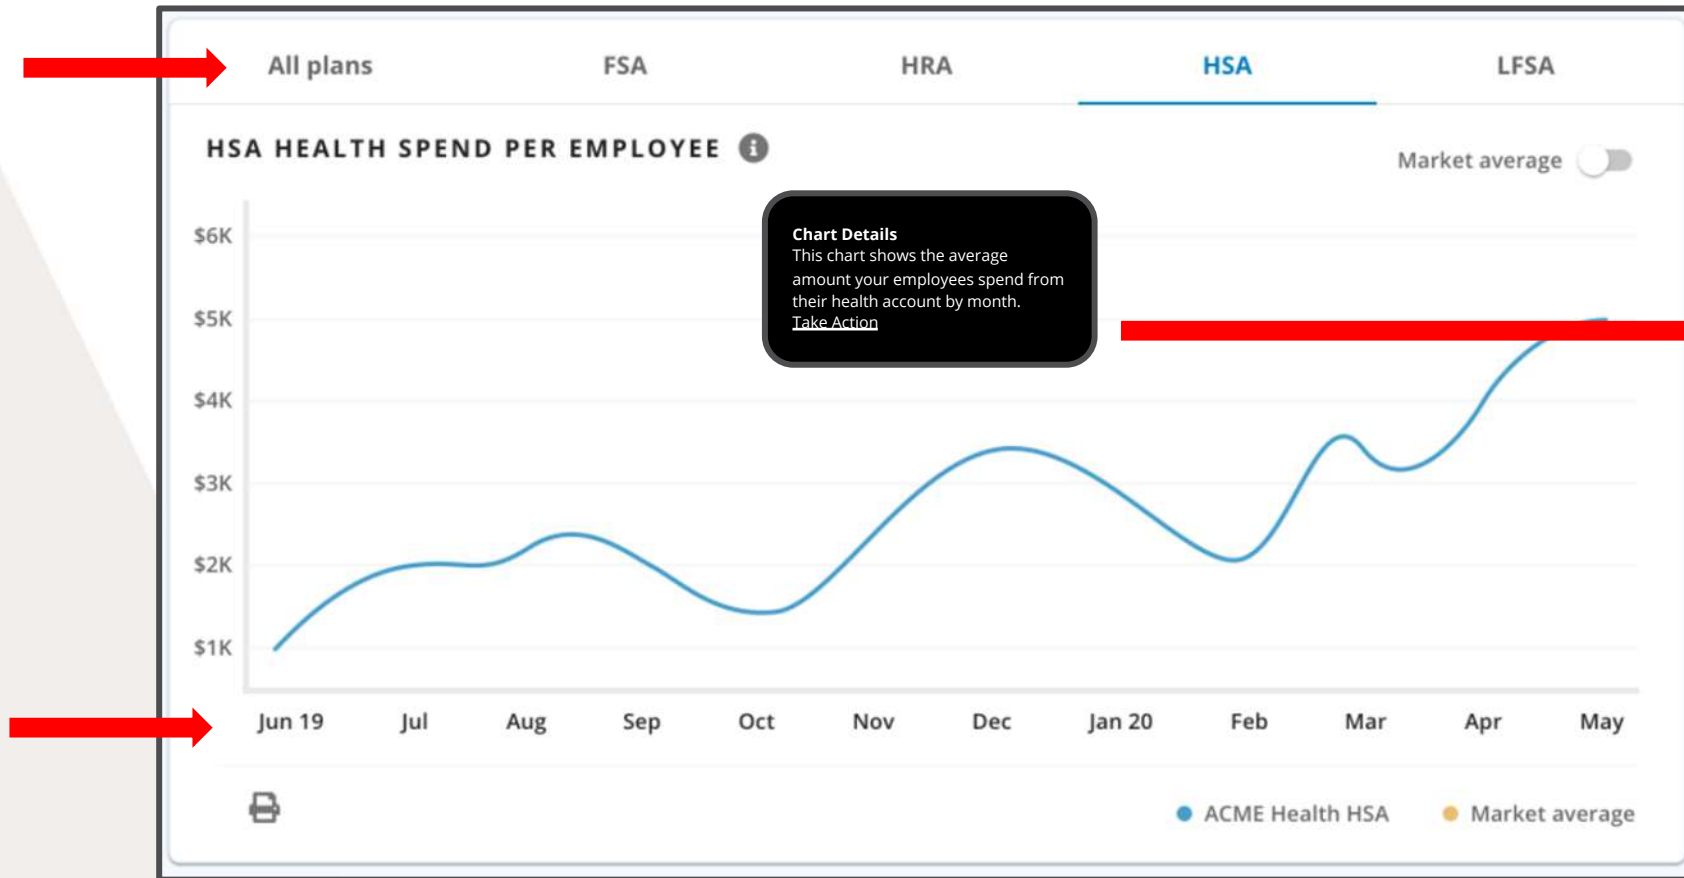 All plans FSA HRA HSA LFSA
HSA HEALTH SPEND PER EMPLOYEE i
Market average
Chart Details
This chart shows the average
amount your employees spend from
their health account by month.
Take Action
$6K
$5K
$4K
$3K
$2K
$1K
Jun 19 Jul Aug Sep Oct Nov Dec Jan 20 Feb Mar Apr May
ACME Health HSA Market average